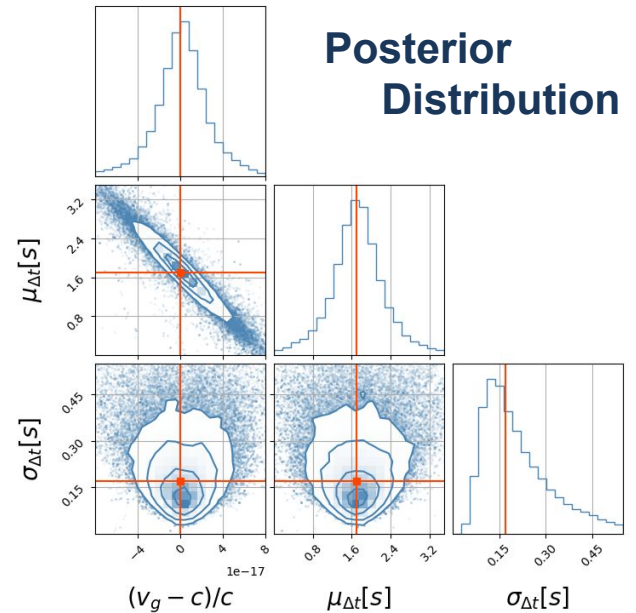 Posterior
Distribution
μ_Δt[s]
3.2
2.4
1.6
0.8
σ_Δt[s]
0.45
0.30
0.15
−4 0 4 8
1e−17
(v_g − c)/c
0.8 1.6 2.4 3.2
μ_Δt[s]
0.15 0.30 0.45
σ_Δt[s]